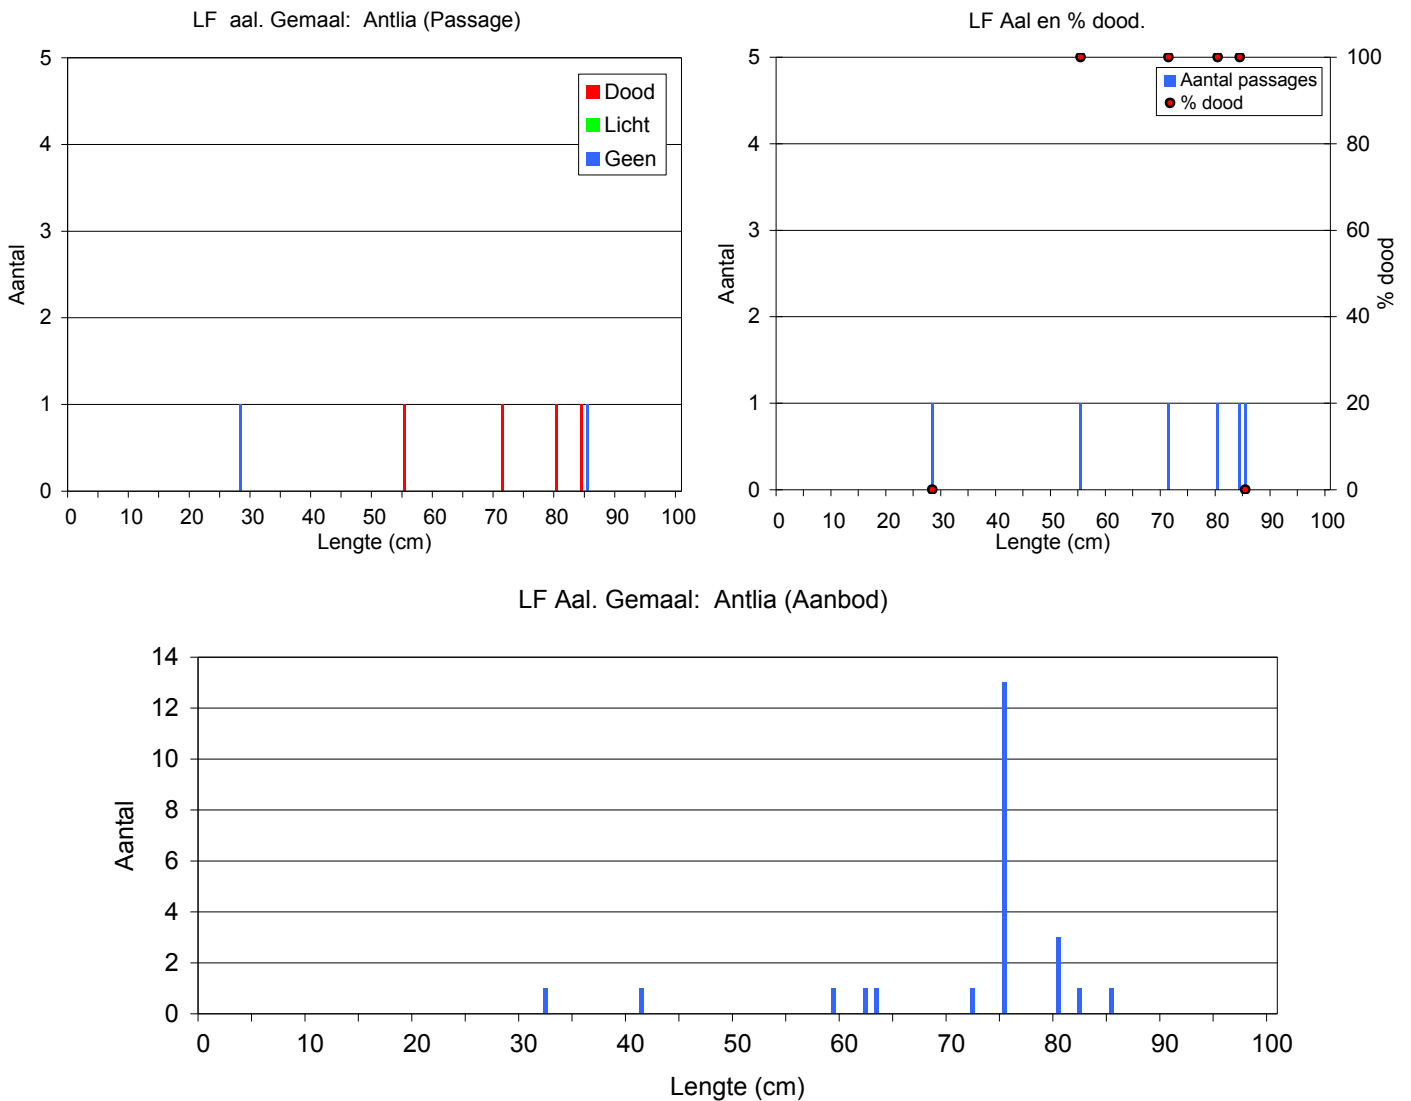 LF  aal. Gemaal:  Antlia (Passage)
5
4
3
2
1
0
Aantal
Dood
Licht
Geen
0 10 20 30 40 50 60 70 80 90 100
Lengte (cm)
LF Aal en % dood.
5
4
3
2
1
0
Aantal
Aantal passages
% dood
100
80
60
40
20
0
% dood
0 10 20 30 40 50 60 70 80 90 100
Lengte (cm)
LF Aal. Gemaal:  Antlia (Aanbod)
14
12
10
8
6
4
2
0
Aantal
0 10 20 30 40 50 60 70 80 90 100
Lengte (cm)